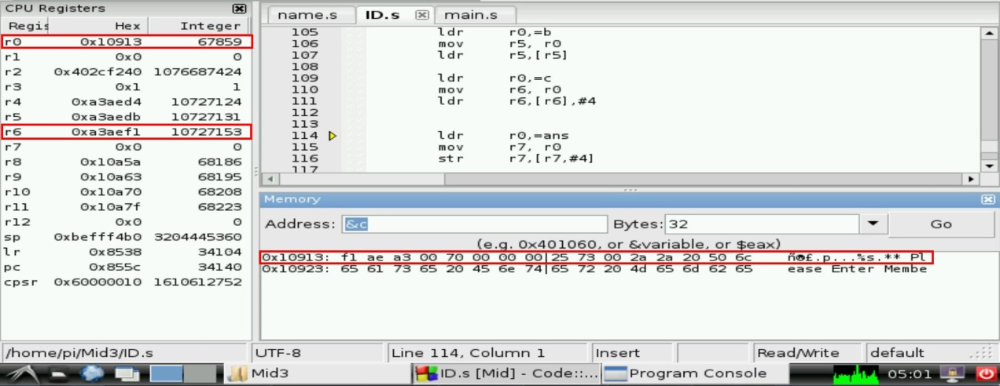 CPU Registers
Regis Hex Integer
r0 0x10913 67859
r1 0x0 0
r2 0x402cf240 1076687424
r3 0x1 1
r4 0xa3aed4 10727124
r5 0xa3aedb 10727131
r6 0xa3aef1 10727153
r7 0x0 0
r8 0x10a5a 68186
r9 0x10a63 68195
r10 0x10a70 68208
r11 0x10a7f 68223
r12 0x0 0
sp 0xbefff4b0 3204445360
lr 0x8538 34104
pc 0x855c 34140
cpsr 0x60000010 1610612752
name.s ID.s main.s
105 ldr r0,=b
106 mov r5, r0
107 ldr r5,[r5]
108
109 ldr r0,=c
110 mov r6, r0
111 ldr r6,[r6],#4
112
113
114 ldr r0,=ans
115 mov r7, r0
116 str r7,[r7,#4]
117
Memory
Address: &c Bytes: 32 Go
(e.g. 0x401060, or &variable, or $eax)
0x10913: f1 ae a3 00 70 00 00 00|25 73 00 2a 2a 20 50 6c ñ®£.p...%s.** Pl
0x10923: 65 61 73 65 20 45 6e 74|65 72 20 4d 65 6d 62 65 ease Enter Membe
/home/pi/Mid3/ID.s UTF-8 Line 114, Column 1 Insert Read/Write default
Mid3 ID.s [Mid] - Code::... Program Console 05:01